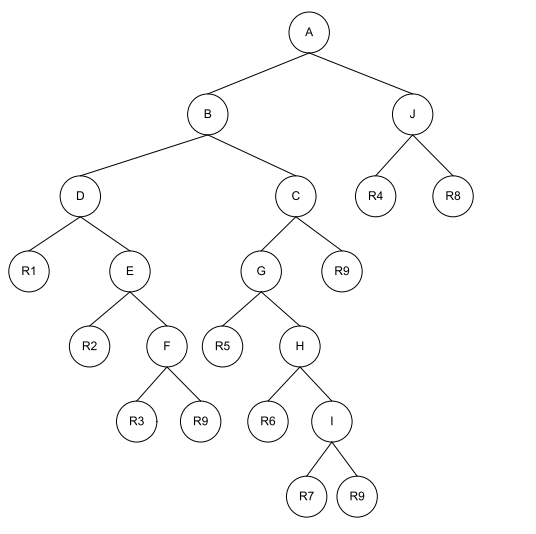 A
B J
D C R4 R8
R1 E G R9
R2 F R5 H
R3 R9 R6 I
R7 R9